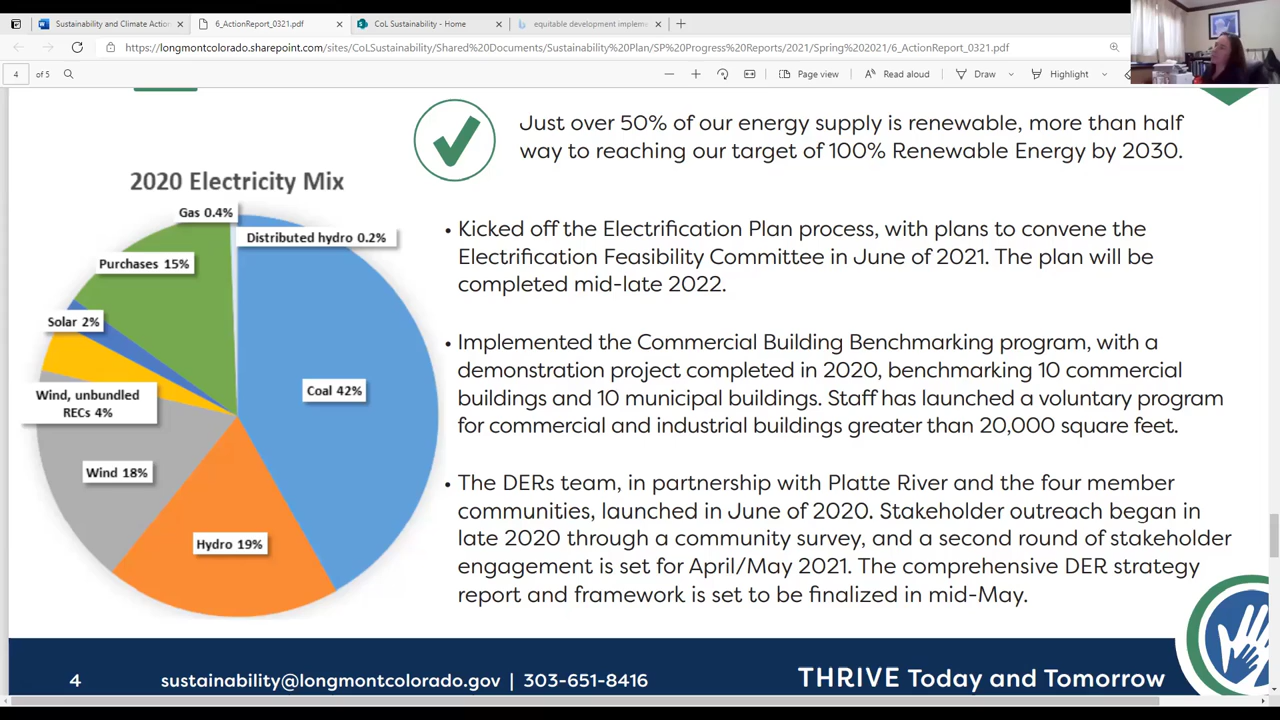 Sustainability and Climate Action
6_ActionReport_0321.pdf
CoL Sustainability - Home
equitable development implem
https://longmontcolorado.sharepoint.com/sites/CoLSustainability/Shared%20Documents/Sustainability%20Plan/SP%20Progress%20Reports/2021/Spring%202021/6_ActionReport_0321.pdf
4 of 5
Page view
Read aloud
Draw
Highlight
Just over 50% of our energy supply is renewable, more than half
way to reaching our target of 100% Renewable Energy by 2030.
2020 Electricity Mix
Gas 0.4%
Distributed hydro 0.2%
Purchases 15%
Solar 2%
Coal 42%
Wind, unbundled
RECs 4%
Wind 18%
Hydro 19%
• Kicked off the Electrification Plan process, with plans to convene the
Electrification Feasibility Committee in June of 2021. The plan will be
completed mid-late 2022.
• Implemented the Commercial Building Benchmarking program, with a
demonstration project completed in 2020, benchmarking 10 commercial
buildings and 10 municipal buildings. Staff has launched a voluntary program
for commercial and industrial buildings greater than 20,000 square feet.
• The DERs team, in partnership with Platte River and the four member
communities, launched in June of 2020. Stakeholder outreach began in
late 2020 through a community survey, and a second round of stakeholder
engagement is set for April/May 2021. The comprehensive DER strategy
report and framework is set to be finalized in mid-May.
4
sustainability@longmontcolorado.gov | 303-651-8416
THRIVE Today and Tomorrow